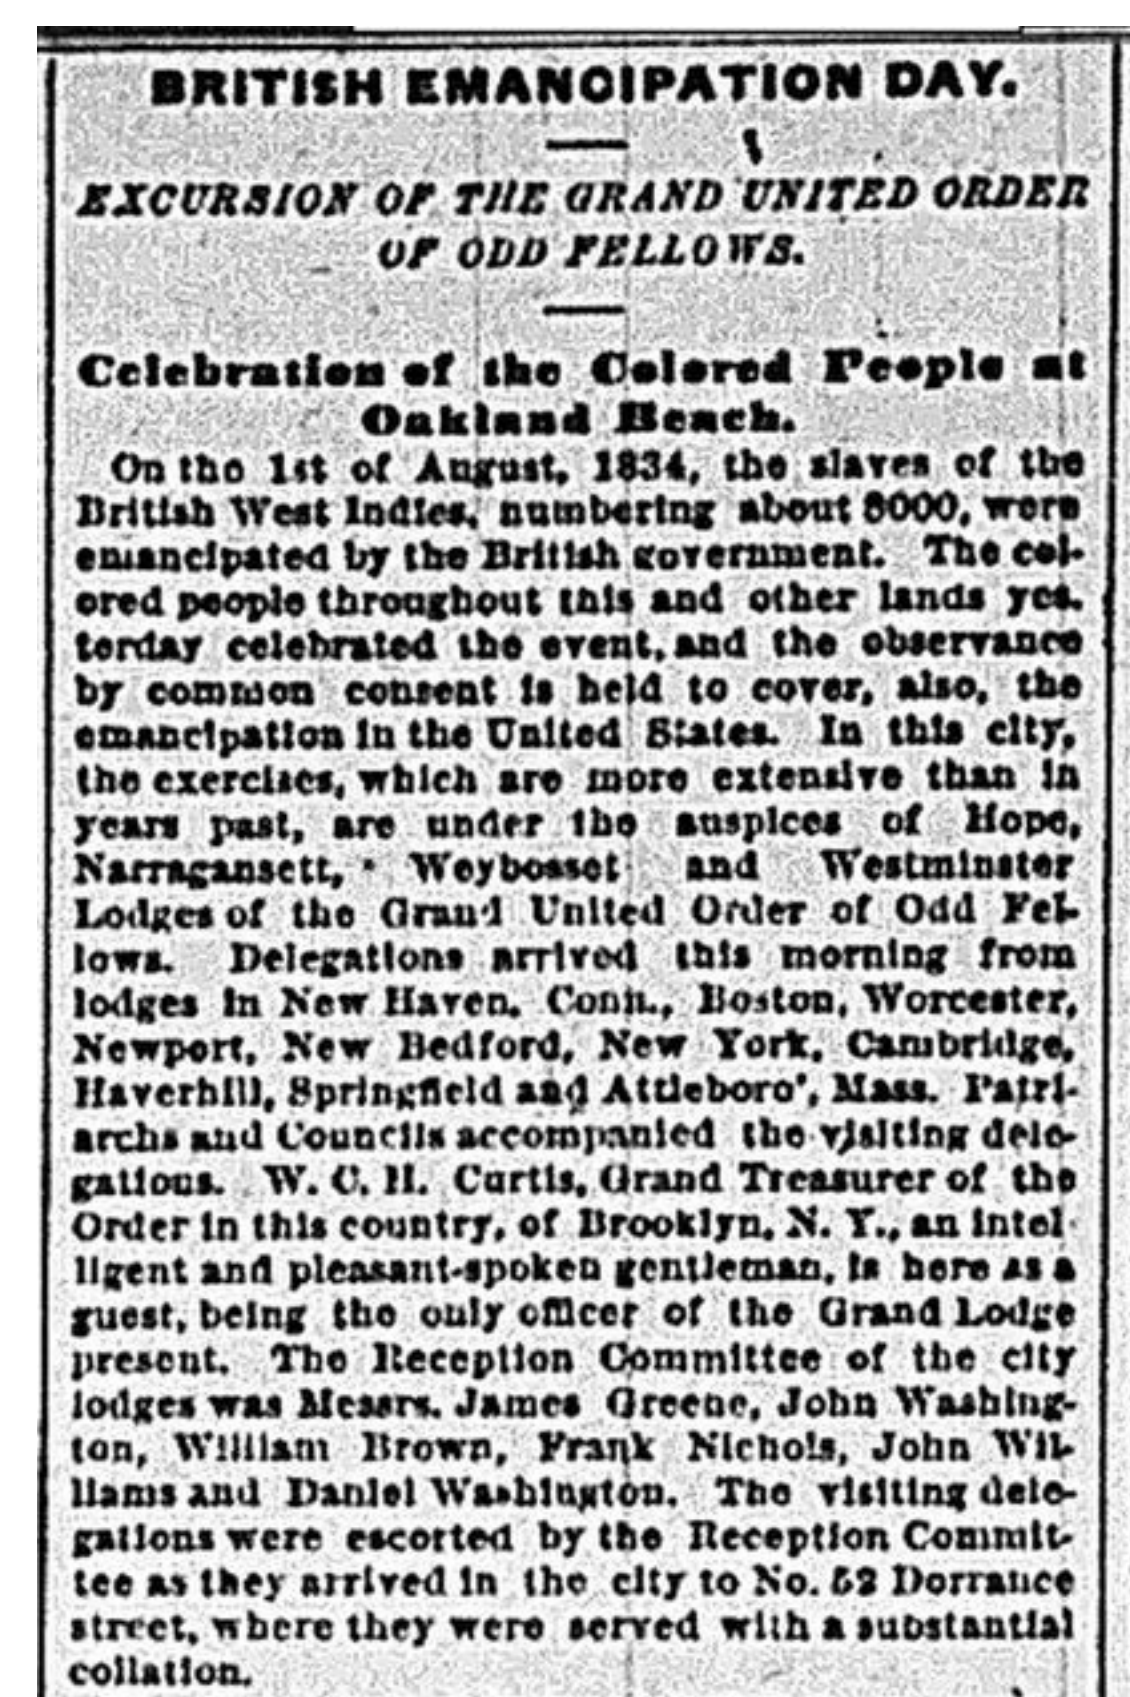 BRITISH EMANCIPATION DAY.
EXCURSION OF THE GRAND UNITED ORDER
OF ODD FELLOWS.
Celebration of the Colored People at
Oakland Beach.
On the 1st of August, 1834, the slaves of the
British West Indies, numbering about 8000, were
emancipated by the British government. The col-
ored people throughout this and other lands yes-
terday celebrated the event, and the observance
by common consent is held to cover, also, the
emancipation in the United States. In this city,
the exercises, which are more extensive than in
years past, are under the auspices of Hope,
Narragansett, Weybosset and Westminster
Lodges of the Grand United Order of Odd Fel-
lows. Delegations arrived this morning from
lodges in New Haven, Conn., Boston, Worcester,
Newport, New Bedford, New York, Cambridge,
Haverhill, Springfield and Attleboro', Mass. Patri-
archs and Councils accompanied the visiting dele-
gations. W. C. H. Curtis, Grand Treasurer of the
Order in this country, of Brooklyn, N. Y., an intel-
ligent and pleasant-spoken gentleman, is here as a
guest, being the only officer of the Grand Lodge
present. The Reception Committee of the city
lodges was Messrs. James Greene, John Washing-
ton, William Brown, Frank Nichols, John Wil-
liams and Daniel Washington. The visiting dele-
gations were escorted by the Reception Commit-
tee as they arrived in the city to No. 52 Dorrance
street, where they were served with a substantial
collation.